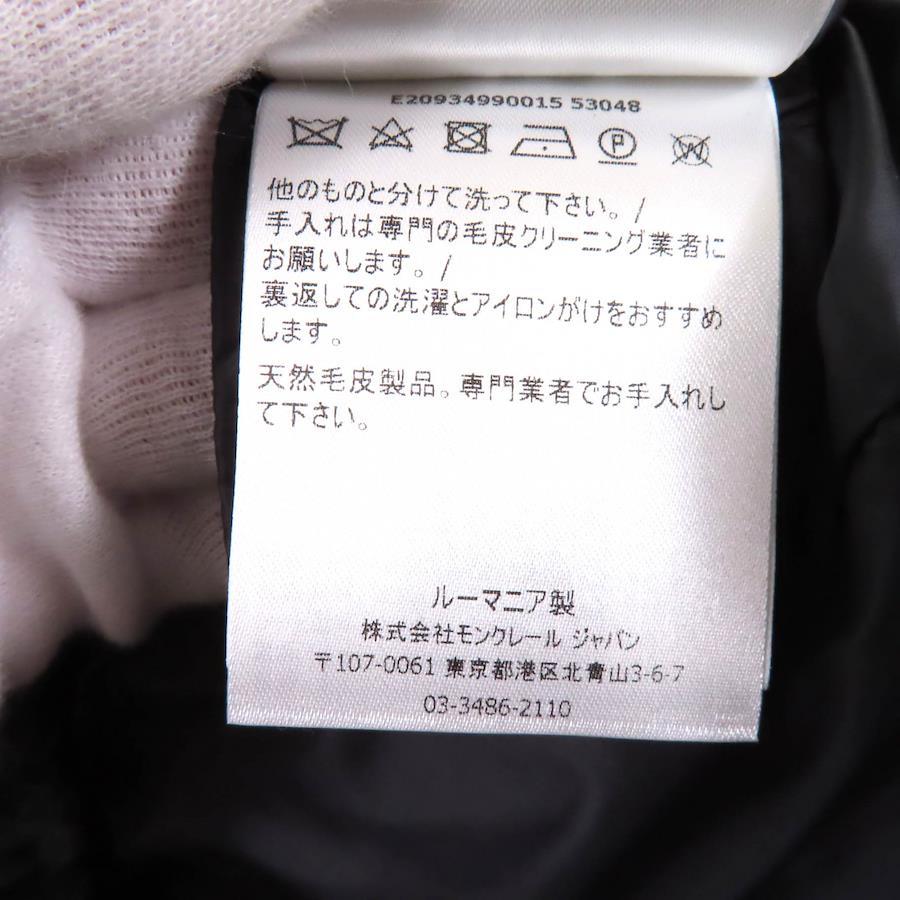 E20934990015 53048
P W
他のものと分けて洗って下さい。/
手入れは専門の毛皮クリーニング業者に
お願いします。/
裏返しての洗濯とアイロンがけをおすすめ
します。
天然毛皮製品。専門業者でお手入れし
て下さい。
ルーマニア製
株式会社モンクレール ジャパン
〒107-0061 東京都港区北青山3-6-7
03-3486-2110